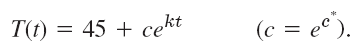 T(t) = 45 + ce^{kt} (c = e^{c^*}).